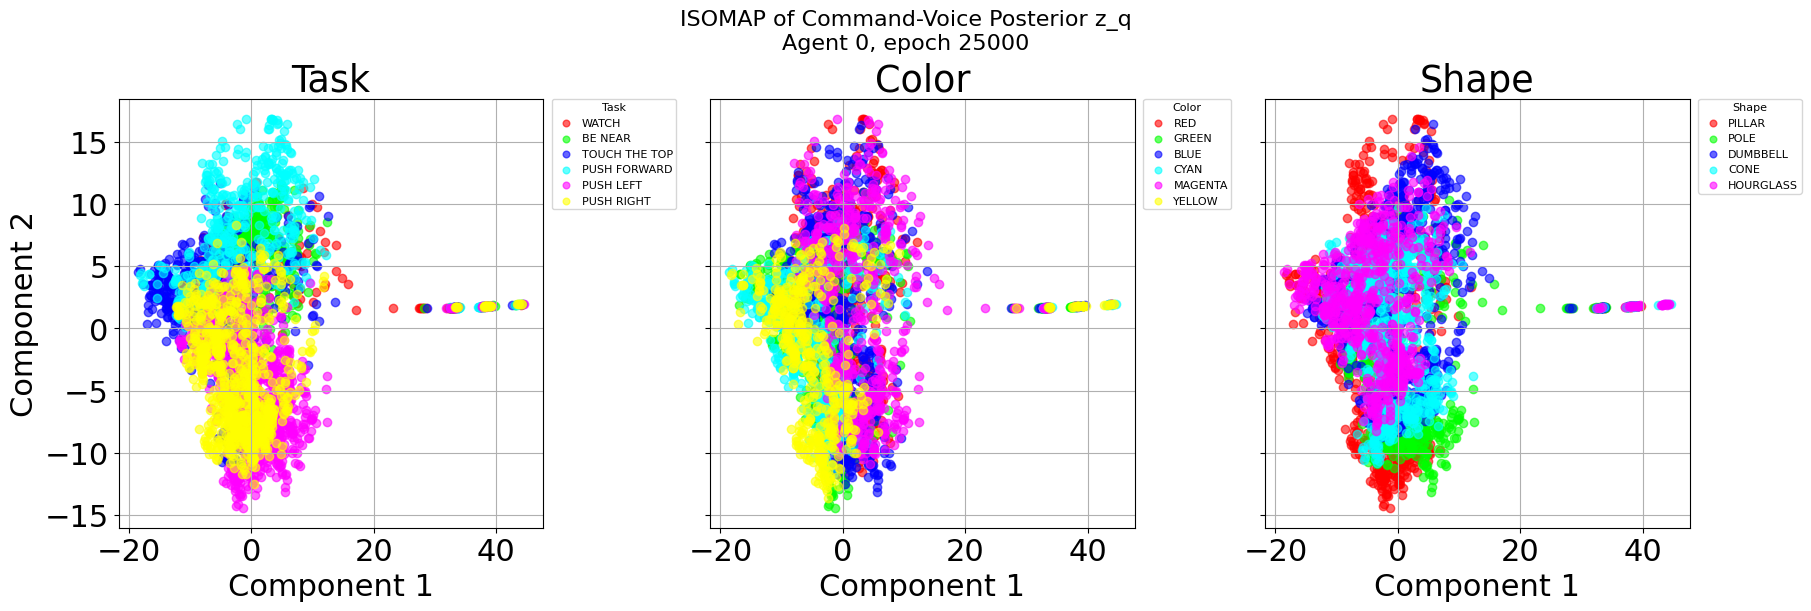 ISOMAP of Command-Voice Posterior z_q
Agent 0, epoch 25000
Task
Color
Shape
Component 2
15
10
5
0
−5
−10
−15
−20
0
20
40
−20
0
20
40
−20
0
20
40
Component 1
Component 1
Component 1
Task
WATCH
BE NEAR
TOUCH THE TOP
PUSH FORWARD
PUSH LEFT
PUSH RIGHT
Color
RED
GREEN
BLUE
CYAN
MAGENTA
YELLOW
Shape
PILLAR
POLE
DUMBBELL
CONE
HOURGLASS